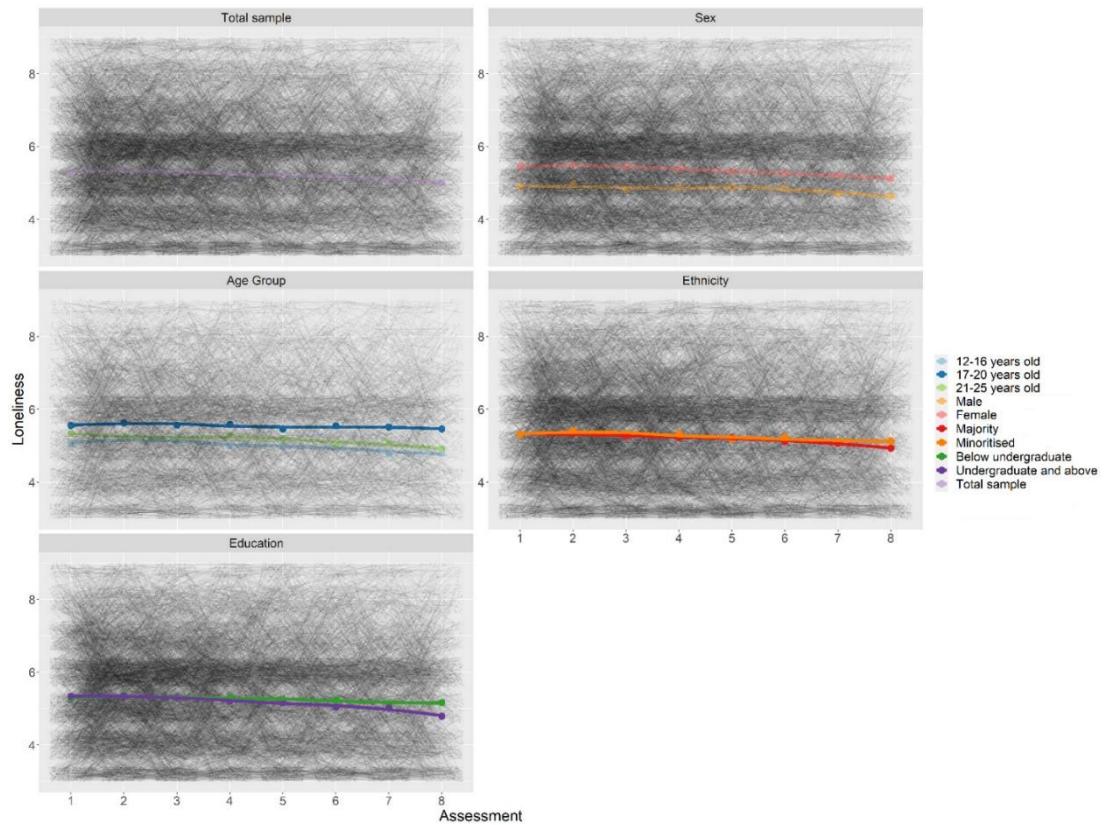 Total sample
Sex
8
6
4
8
6
4
Age Group
Ethnicity
8
6
4
8
6
4
1 2 3 4 5 6 7 8
Education
8
6
4
1 2 3 4 5 6 7 8
Loneliness
Assessment
12-16 years old
17-20 years old
21-25 years old
Male
Female
Majority
Minoritised
Below undergraduate
Undergraduate and above
Total sample